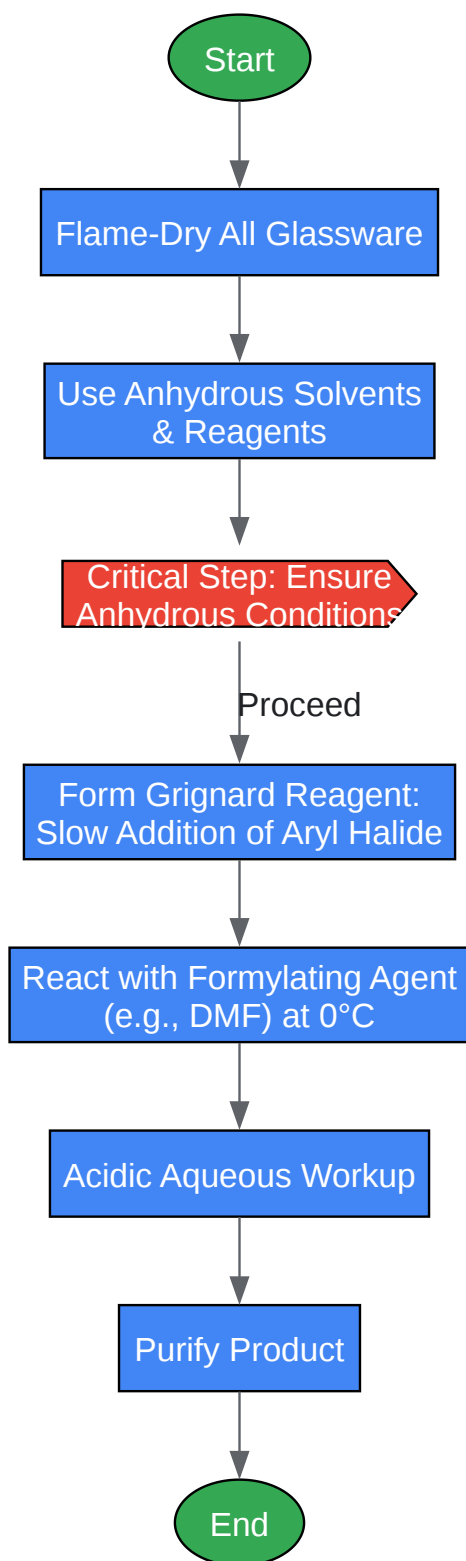 Start
Flame-Dry All Glassware
Use Anhydrous Solvents
& Reagents
Critical Step: Ensure
Anhydrous Conditions
Proceed
Form Grignard Reagent:
Slow Addition of Aryl Halide
React with Formylating Agent
(e.g., DMF) at 0°C
Acidic Aqueous Workup
Purify Product
End